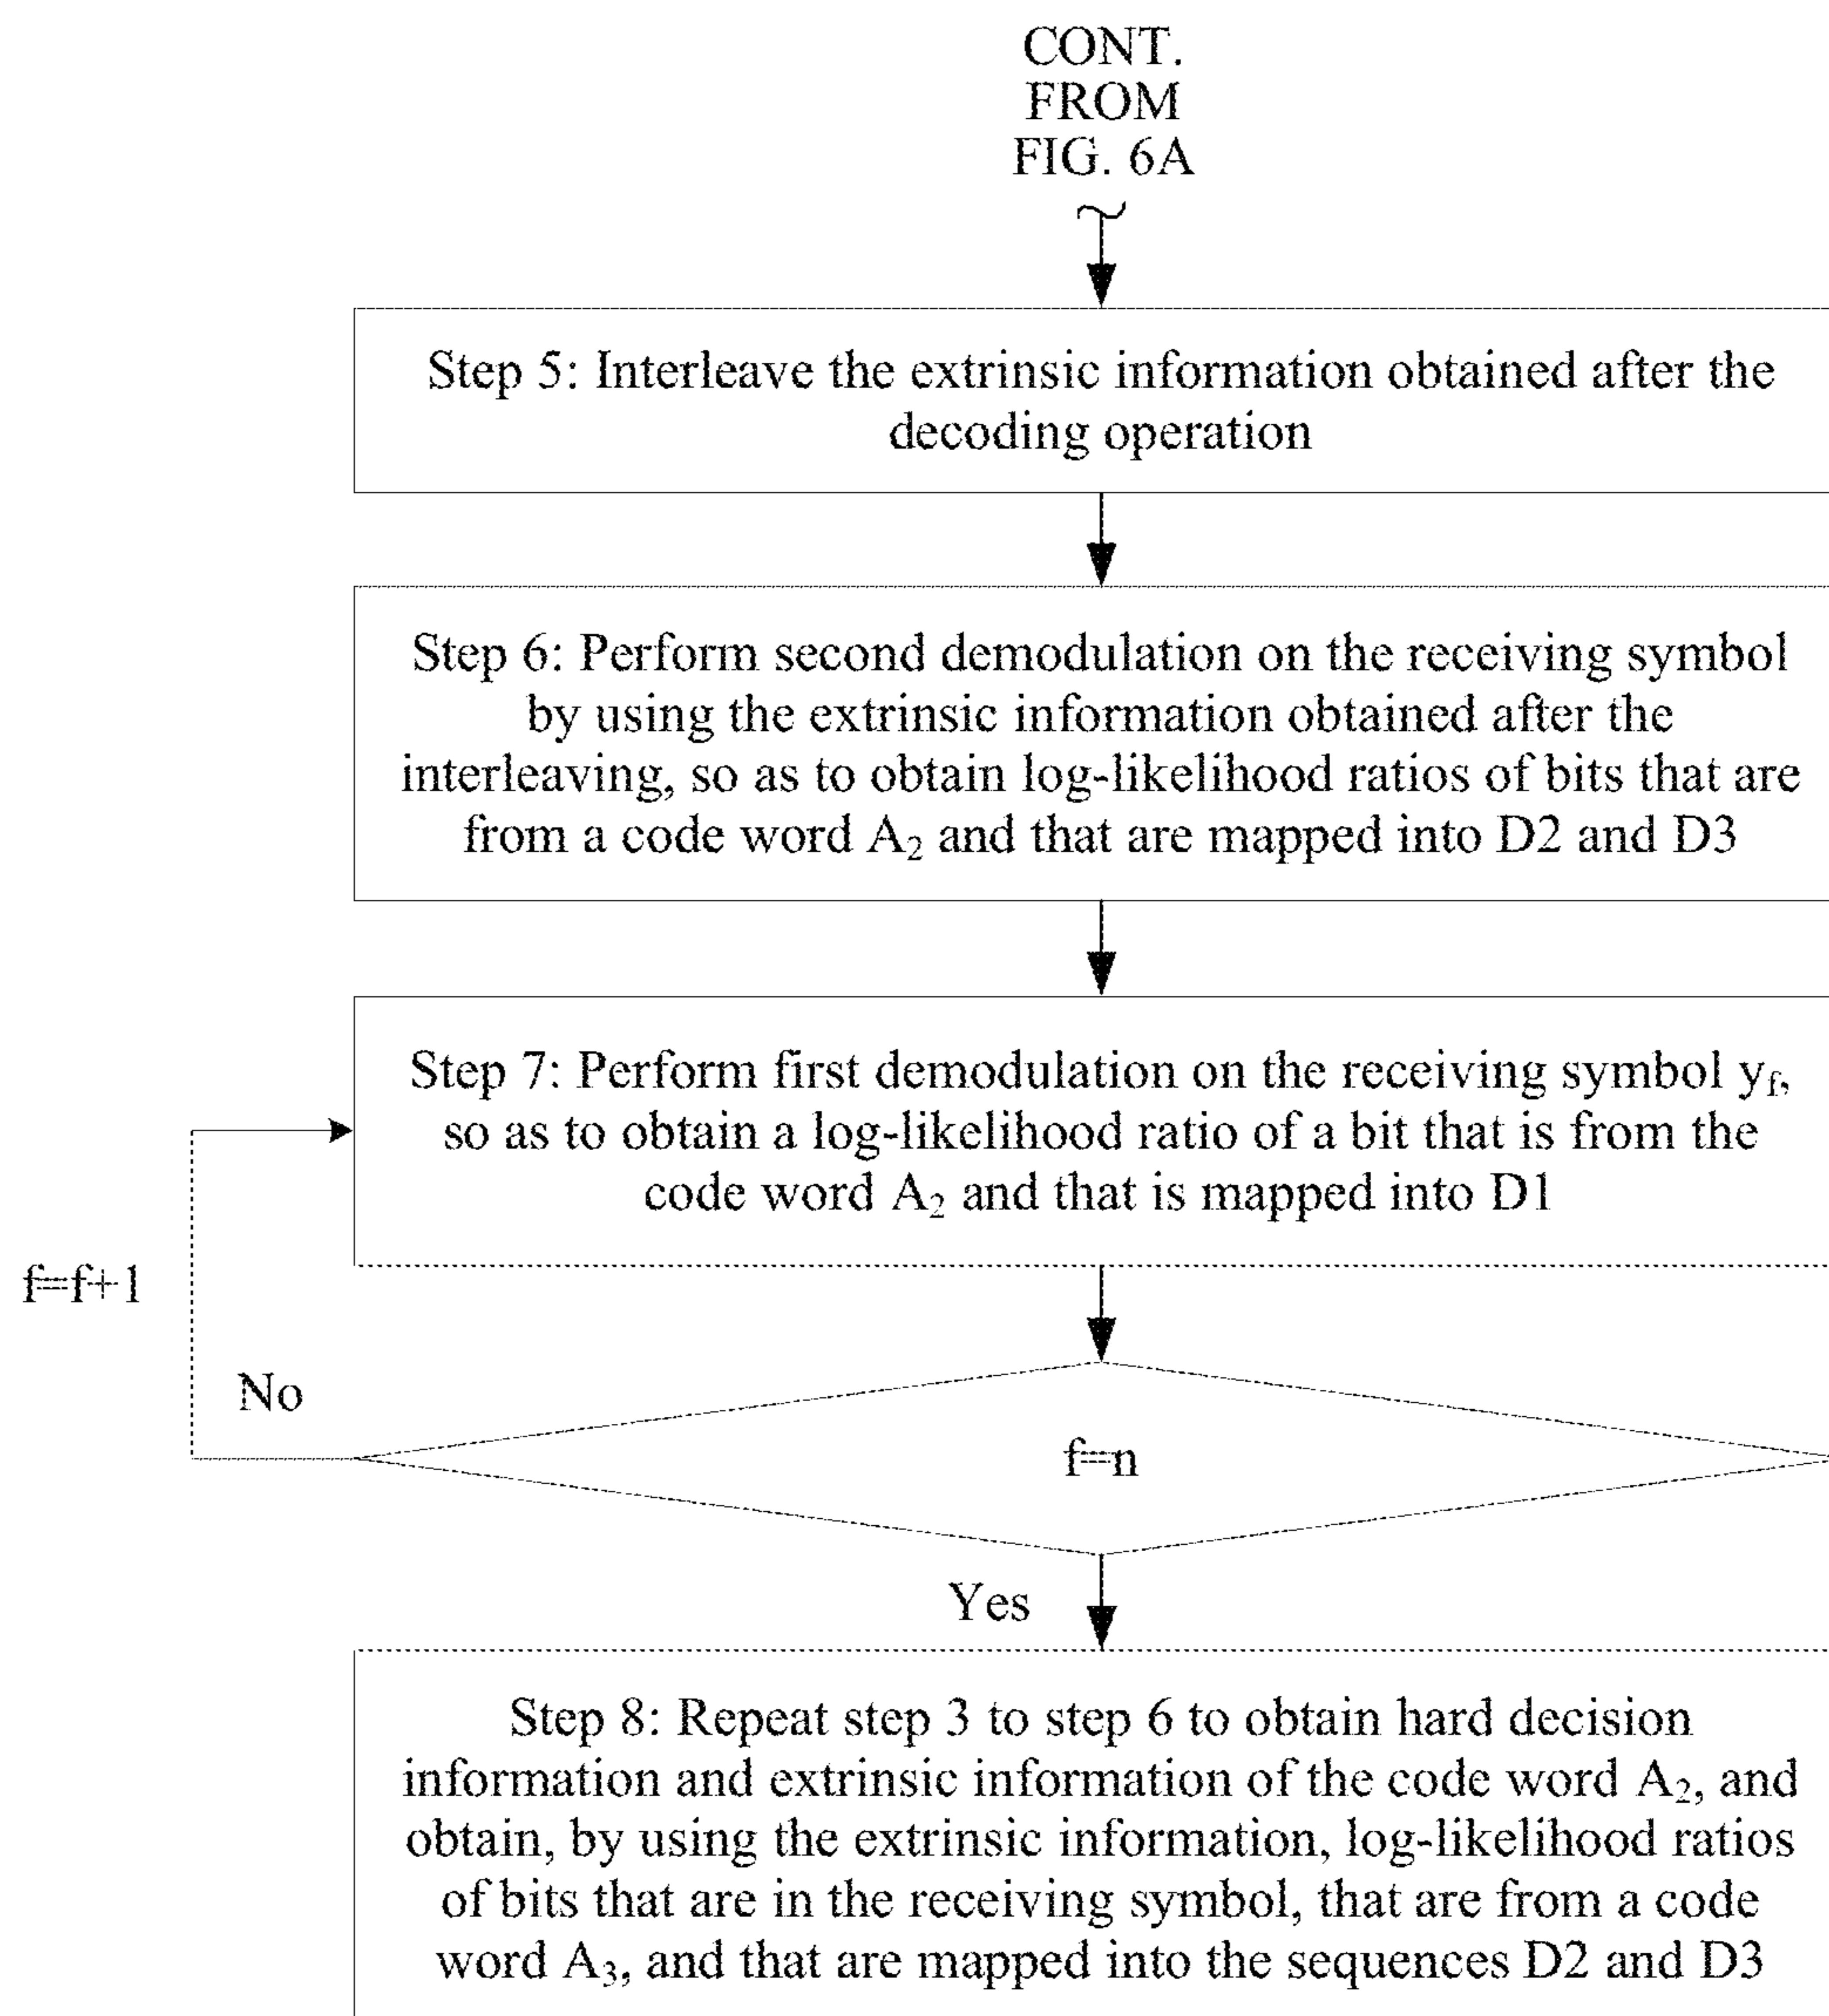 CONT.
FROM
FIG. 6A
Step 5: Interleave the extrinsic information obtained after the
decoding operation
Step 6: Perform second demodulation on the receiving symbol
by using the extrinsic information obtained after the
interleaving, so as to obtain log-likelihood ratios of bits that are
from a code word A₂ and that are mapped into D2 and D3
Step 7: Perform first demodulation on the receiving symbol y_f,
so as to obtain a log-likelihood ratio of a bit that is from the
code word A₂ and that is mapped into D1
f=f+1
No
f=n
Yes
Step 8: Repeat step 3 to step 6 to obtain hard decision
information and extrinsic information of the code word A₂, and
obtain, by using the extrinsic information, log-likelihood ratios
of bits that are in the receiving symbol, that are from a code
word A₃, and that are mapped into the sequences D2 and D3